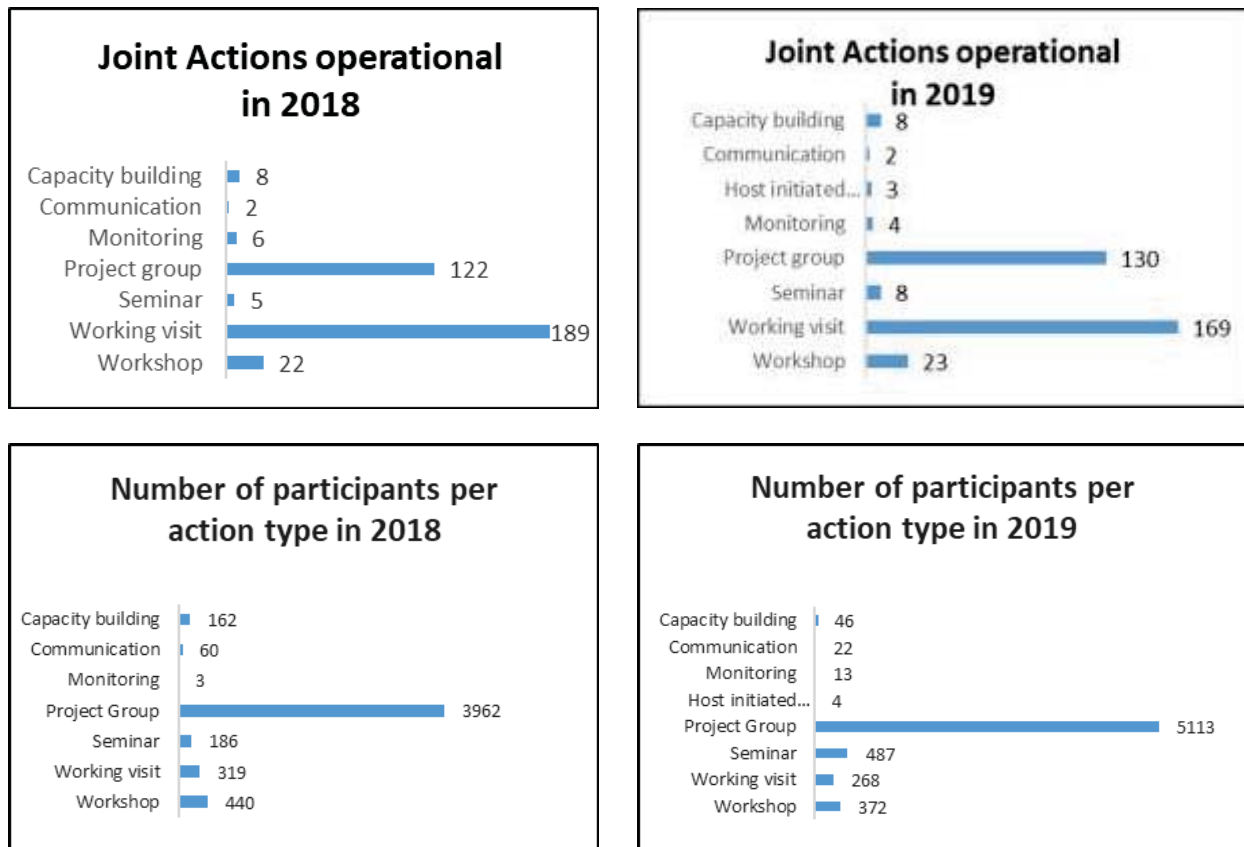 Joint Actions operational
in 2018
Capacity building 8
Communication 2
Monitoring 6
Project group 122
Seminar 5
Working visit 189
Workshop 22
Joint Actions operational
in 2019
Capacity building 8
Communication 2
Host initiated... 3
Monitoring 4
Project group 130
Seminar 8
Working visit 169
Workshop 23
Number of participants per
action type in 2018
Capacity building 162
Communication 60
Monitoring 3
Project Group 3962
Seminar 186
Working visit 319
Workshop 440
Number of participants per
action type in 2019
Capacity building 46
Communication 22
Monitoring 13
Host initiated... 4
Project Group 5113
Seminar 487
Working visit 268
Workshop 372